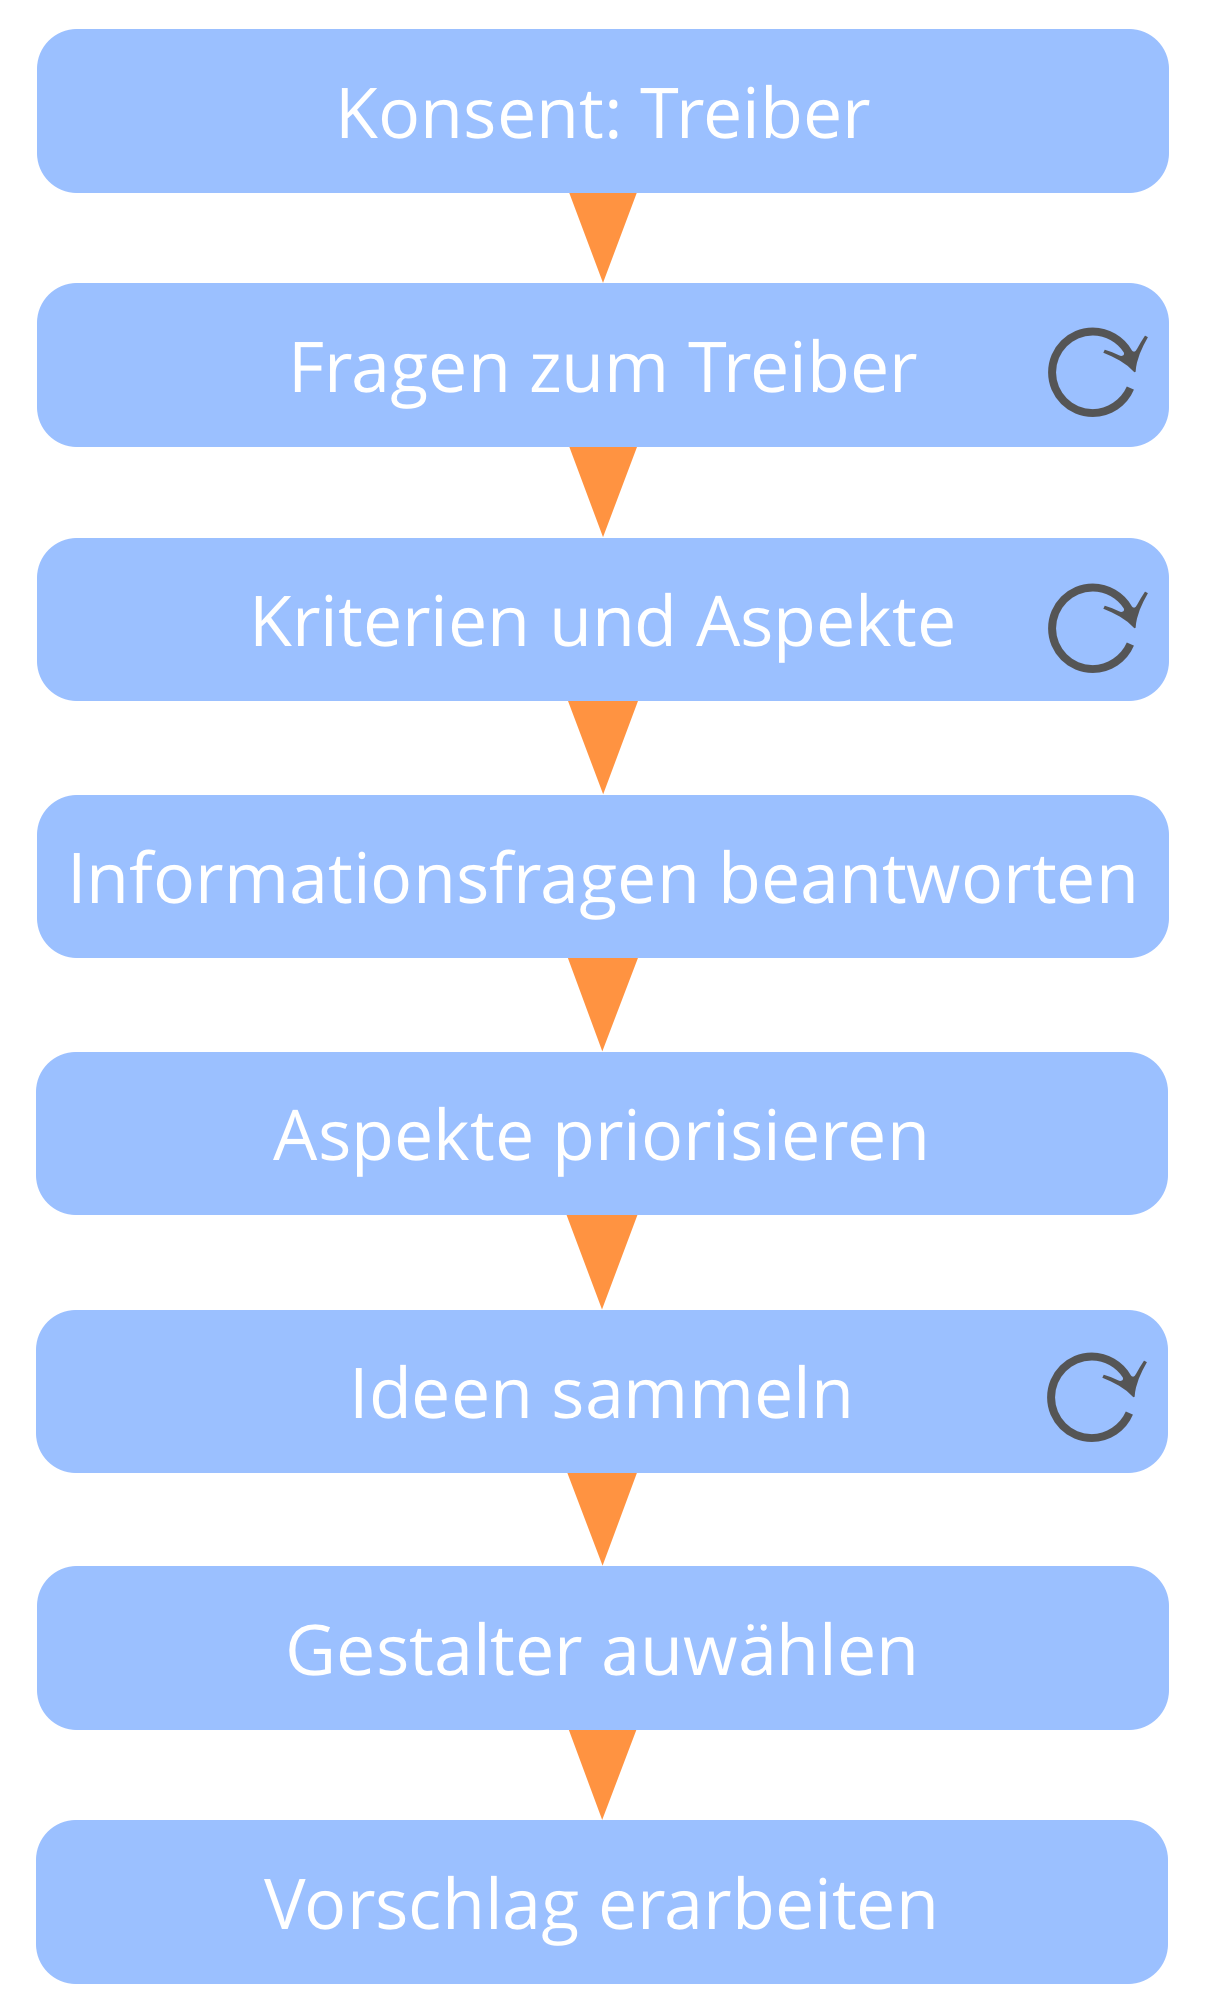 Konsent: Treiber
Fragen zum Treiber
Kriterien und Aspekte
Informationsfragen beantworten
Aspekte priorisieren
Ideen sammeln
Gestalter auwählen
Vorschlag erarbeiten